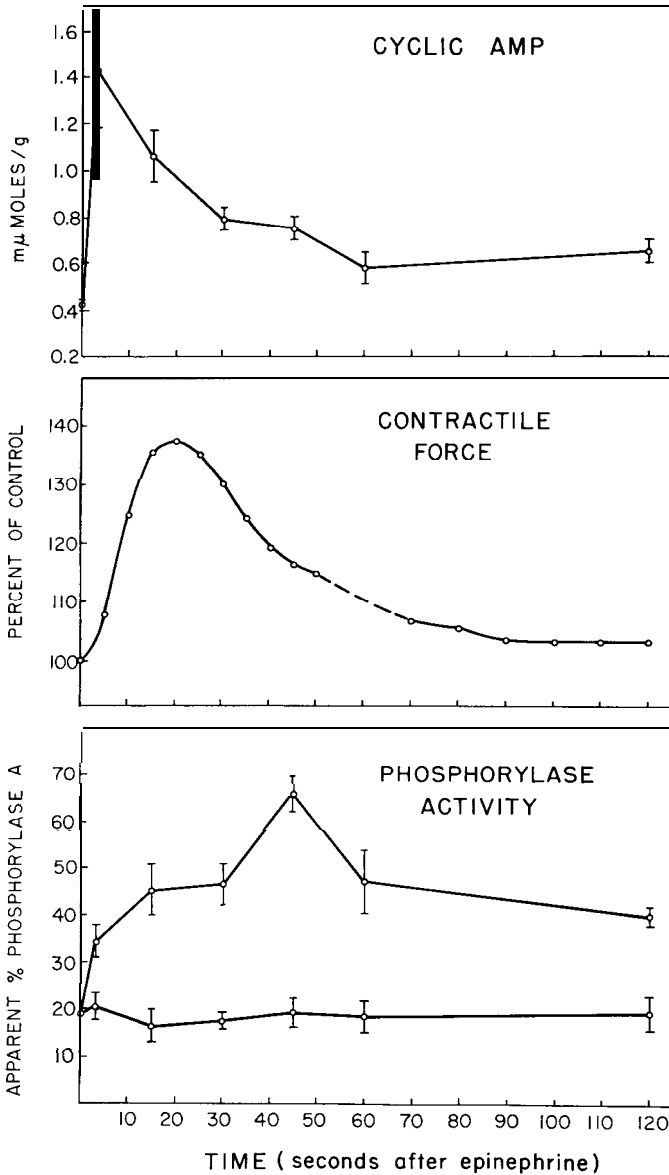 CYCLIC AMP
mμ MOLES/g
1.6
1.4
1.2
1.0
0.8
0.6
0.4
0.2
CONTRACTILE
FORCE
PERCENT OF CONTROL
140
130
120
110
100
PHOSPHORYLASE
ACTIVITY
APPARENT % PHOSPHORYLASE A
70
60
50
40
30
20
10
10 20 30 40 50 60 70 80 90 100 110 120
TIME (seconds after epinephrine)